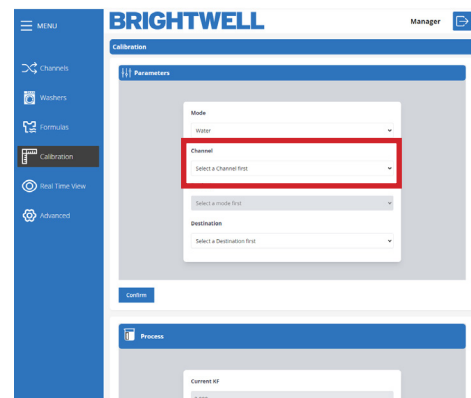 MENU
BRIGHTWELL
Manager
Calibration
Channels
Parameters
Washers
Mode
Water
Formulas
Channel
Calibration
Select a Channel first
Real Time View
Select a mode first
Advanced
Destination
Select a Destination first
Confirm
Process
Current KF